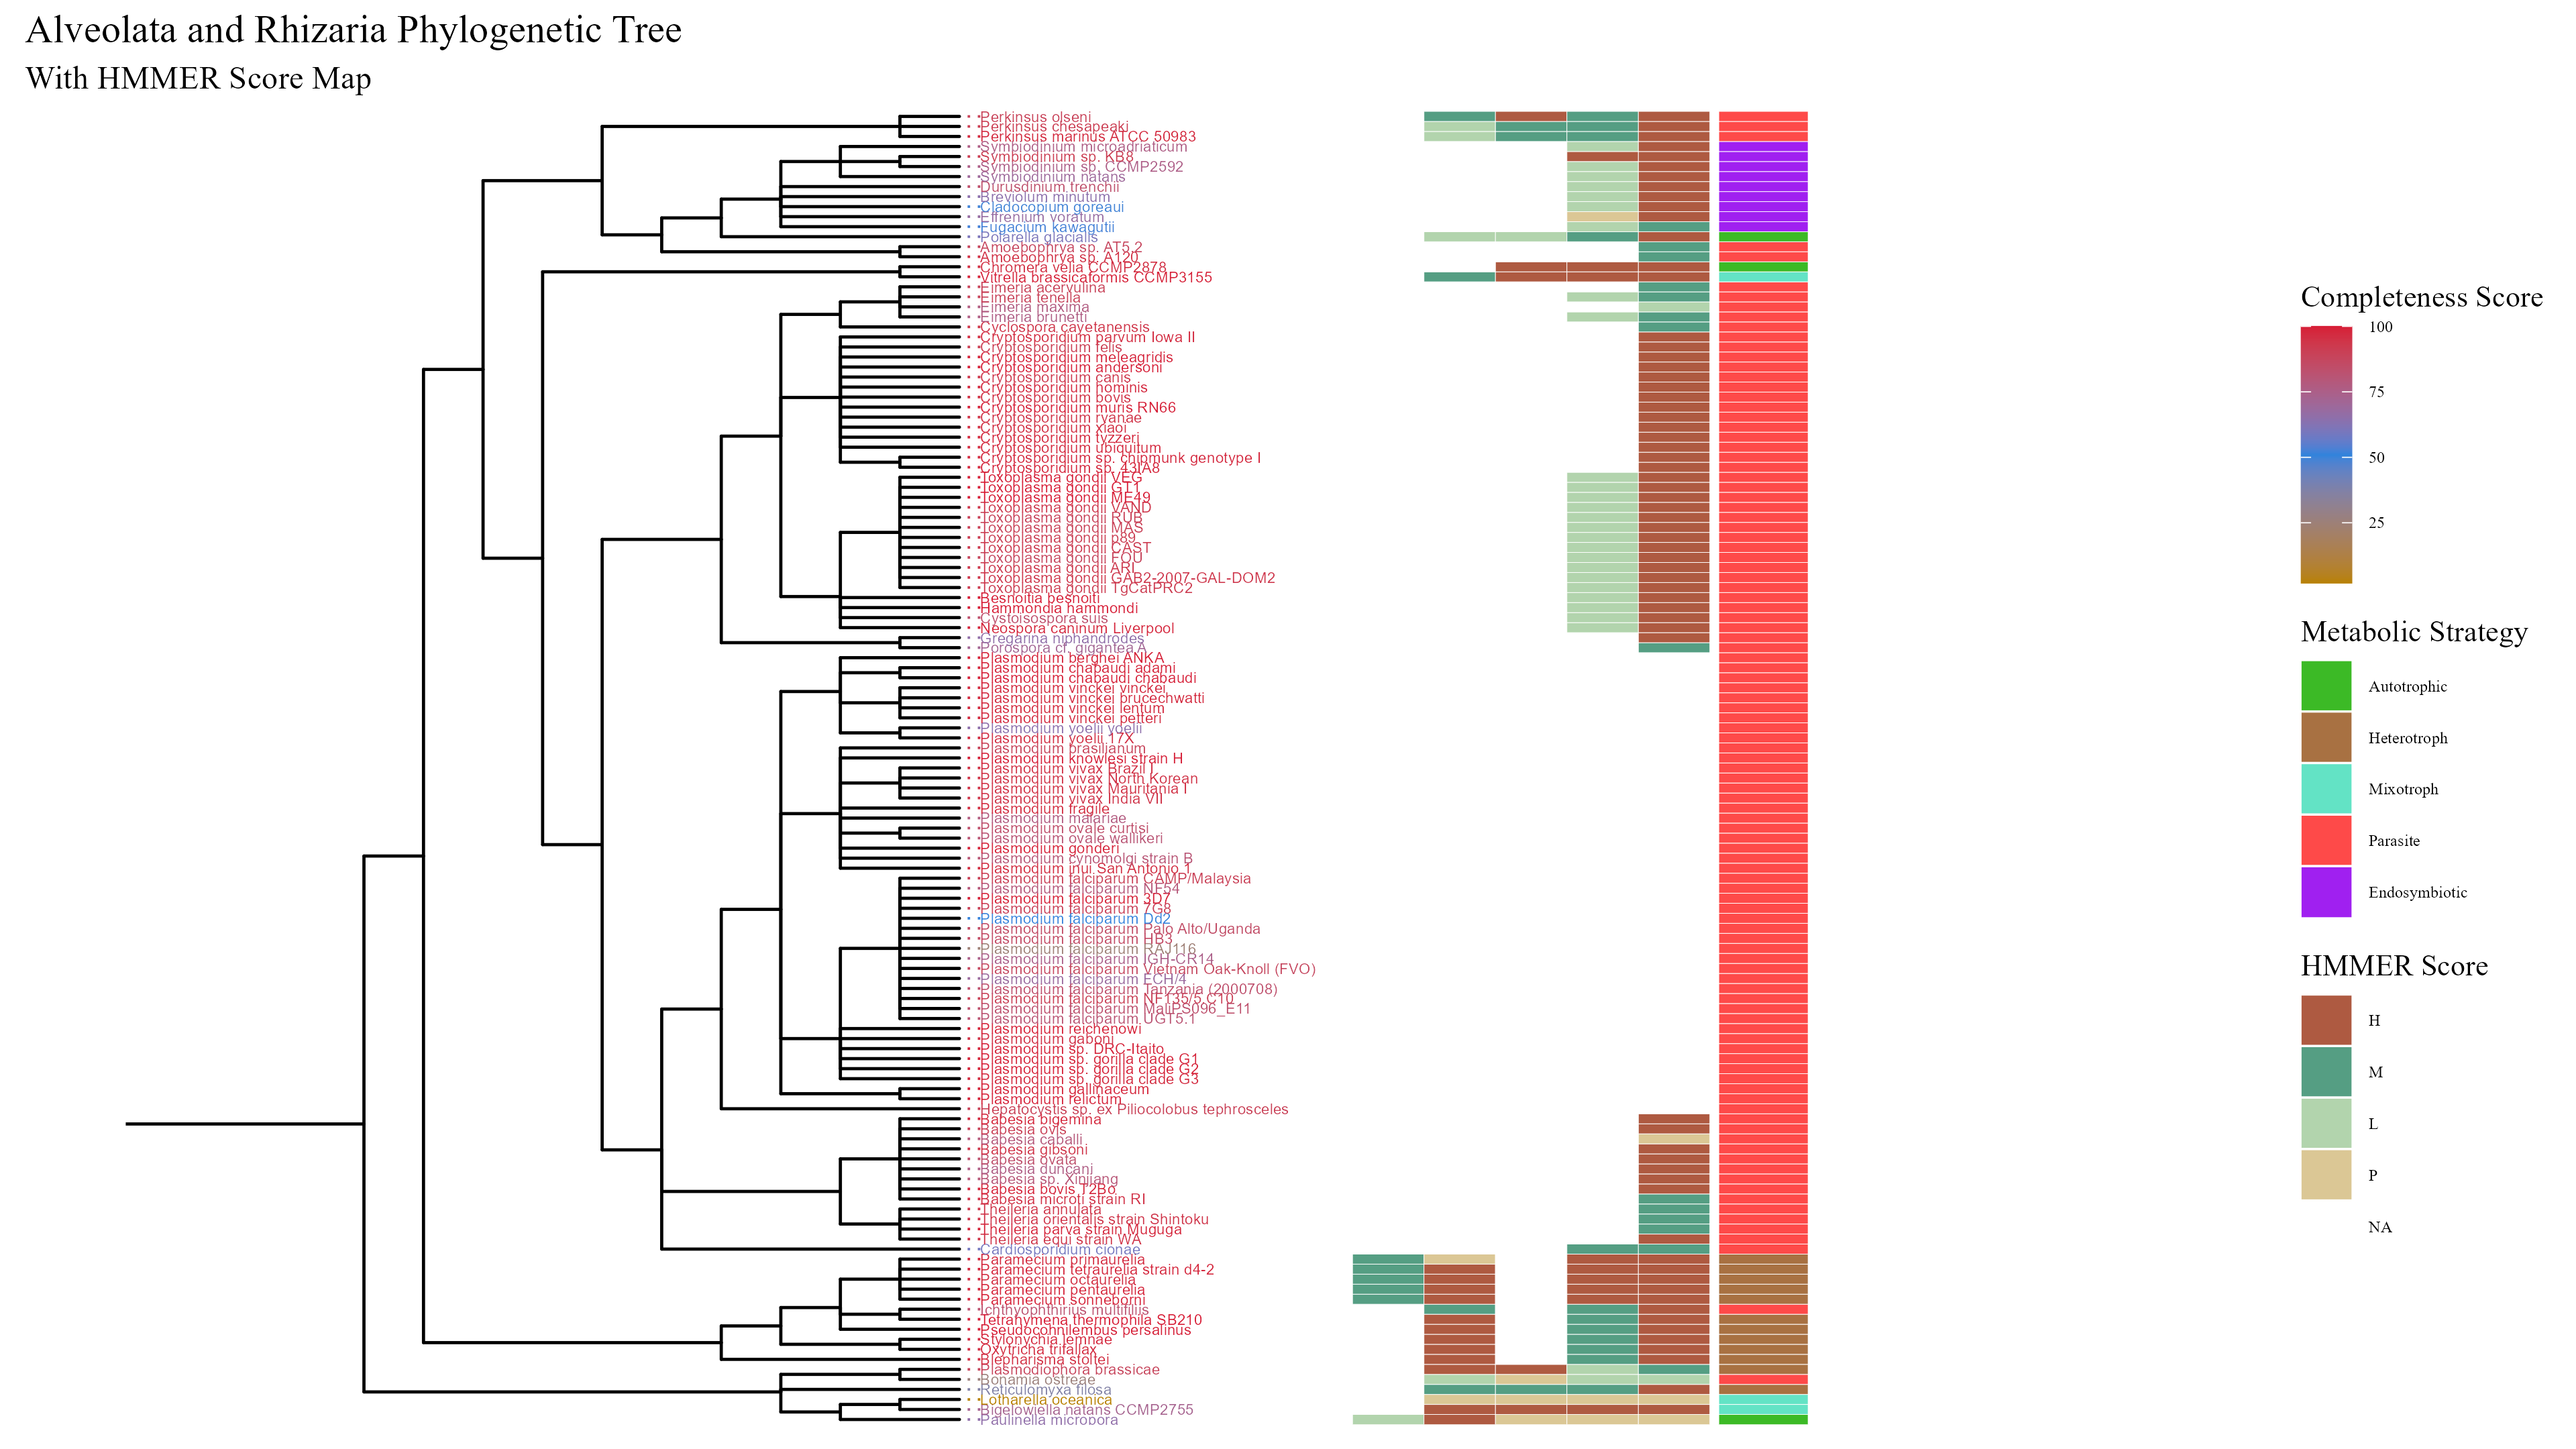 Alveolata and Rhizaria Phylogenetic Tree
With HMMER Score Map
Perkinsus olseni
Perkinsus chesapeaki
Perkinsus marinus ATCC 50983
Symbiodinium microadriaticum
Symbiodinium sp. KB8
Symbiodinium sp. CCMP2592
Symbiodinium natans
Durusdinium trenchii
Breviolum minutum
Cladocopium goreaui
Effrenium voratum
Fugacium kawagutii
Polarella glacialis
Amoebophrya sp. AT5.2
Amoebophrya sp. A120
Chromera velia CCMP2878
Vitrella brassicaformis CCMP3155
Eimeria acervulina
Eimeria tenella
Eimeria maxima
Eimeria brunetti
Cyclospora cayetanensis
Cryptosporidium parvum Iowa II
Cryptosporidium felis
Cryptosporidium meleagridis
Cryptosporidium andersoni
Cryptosporidium canis
Cryptosporidium hominis
Cryptosporidium bovis
Cryptosporidium muris RN66
Cryptosporidium ryanae
Cryptosporidium xiaoi
Cryptosporidium tyzzeri
Cryptosporidium ubiquitum
Cryptosporidium sp. chipmunk genotype I
Cryptosporidium sp. 43IA8
Toxoplasma gondii VEG
Toxoplasma gondii GT1
Toxoplasma gondii ME49
Toxoplasma gondii VAND
Toxoplasma gondii RUB
Toxoplasma gondii MAS
Toxoplasma gondii p89
Toxoplasma gondii CAST
Toxoplasma gondii FOU
Toxoplasma gondii ARI
Toxoplasma gondii GAB2-2007-GAL-DOM2
Toxoplasma gondii TgCatPRC2
Besnoitia besnoiti
Hammondia hammondi
Cystoisospora suis
Neospora caninum Liverpool
Gregarina niphandrodes
Porospora cf. gigantea A
Plasmodium berghei ANKA
Plasmodium chabaudi adami
Plasmodium chabaudi chabaudi
Plasmodium vinckei vinckei
Plasmodium vinckei brucechwatti
Plasmodium vinckei lentum
Plasmodium vinckei petteri
Plasmodium yoelii yoelii
Plasmodium yoelii 17X
Plasmodium brasilianum
Plasmodium knowlesi strain H
Plasmodium vivax Brazil I
Plasmodium vivax North Korean
Plasmodium vivax Mauritania I
Plasmodium vivax India VII
Plasmodium fragile
Plasmodium malariae
Plasmodium ovale curtisi
Plasmodium ovale wallikeri
Plasmodium gonderi
Plasmodium cynomolgi strain B
Plasmodium inui San Antonio 1
Plasmodium falciparum CAMP/Malaysia
Plasmodium falciparum NF54
Plasmodium falciparum 3D7
Plasmodium falciparum 7G8
Plasmodium falciparum Dd2
Plasmodium falciparum Palo Alto/Uganda
Plasmodium falciparum HB3
Plasmodium falciparum RAJ116
Plasmodium falciparum IGH-CR14
Plasmodium falciparum Vietnam Oak-Knoll (FVO)
Plasmodium falciparum FCH/4
Plasmodium falciparum Tanzania (2000708)
Plasmodium falciparum NF135/5.C10
Plasmodium falciparum MaliPS096_E11
Plasmodium falciparum UGT5.1
Plasmodium reichenowi
Plasmodium gaboni
Plasmodium sp. DRC-Itaito
Plasmodium sp. gorilla clade G1
Plasmodium sp. gorilla clade G2
Plasmodium sp. gorilla clade G3
Plasmodium gallinaceum
Plasmodium relictum
Hepatocystis sp. ex Piliocolobus tephrosceles
Babesia bigemina
Babesia ovis
Babesia caballi
Babesia gibsoni
Babesia ovata
Babesia duncani
Babesia sp. Xinjiang
Babesia bovis T2Bo
Babesia microti strain RI
Theileria annulata
Theileria orientalis strain Shintoku
Theileria parva strain Muguga
Theileria equi strain WA
Cardiosporidium cionae
Paramecium primaurelia
Paramecium tetraurelia strain d4-2
Paramecium octaurelia
Paramecium pentaurelia
Paramecium sonneborni
Ichthyophthirius multifiliis
Tetrahymena thermophila SB210
Pseudocohnilembus persalinus
Stylonychia lemnae
Oxytricha trifallax
Blepharisma stoltei
Plasmodiophora brassicae
Bonamia ostreae
Reticulomyxa filosa
Lotharella oceanica
Bigelowiella natans CCMP2755
Paulinella micropora
Completeness Score
100
75
50
25
Metabolic Strategy
Autotrophic
Heterotroph
Mixotroph
Parasite
Endosymbiotic
HMMER Score
H
M
L
P
NA